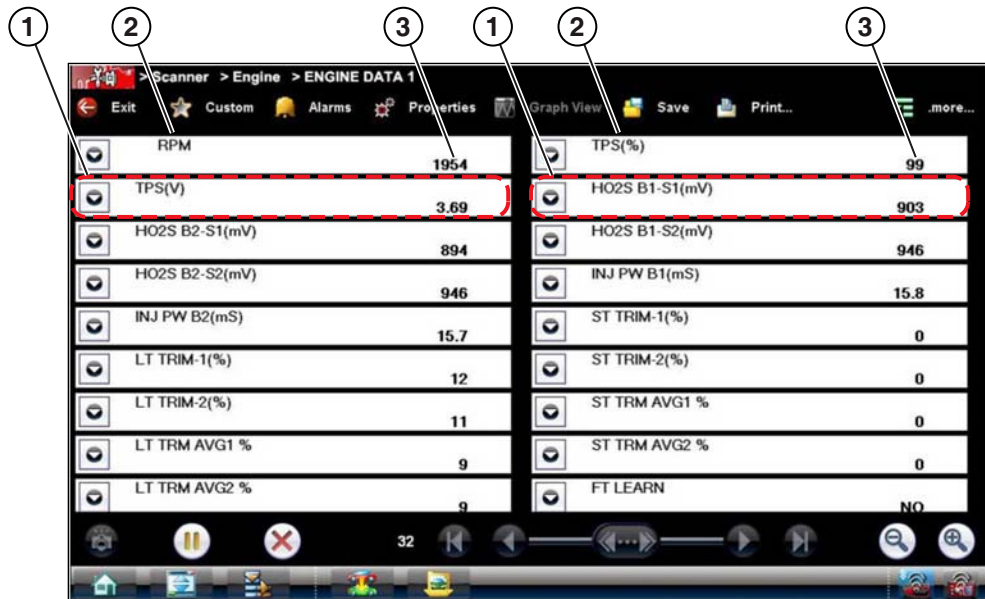 1 2 3 1 2 3
> Scanner > Engine > ENGINE DATA 1
Exit Custom Alarms Properties Graph View Save Print... .more...
RPM 1954 TPS(%) 99
TPS(V) 3.69 HO2S B1-S1(mV) 903
HO2S B2-S1(mV) 894 HO2S B1-S2(mV) 946
HO2S B2-S2(mV) 946 INJ PW B1(mS) 15.8
INJ PW B2(mS) 15.7 ST TRIM-1(%) 0
LT TRIM-1(%) 12 ST TRIM-2(%) 0
LT TRIM-2(%) 11 ST TRM AVG1 % 0
LT TRM AVG1 % 9 ST TRM AVG2 % 0
LT TRM AVG2 % 9 FT LEARN NO
32